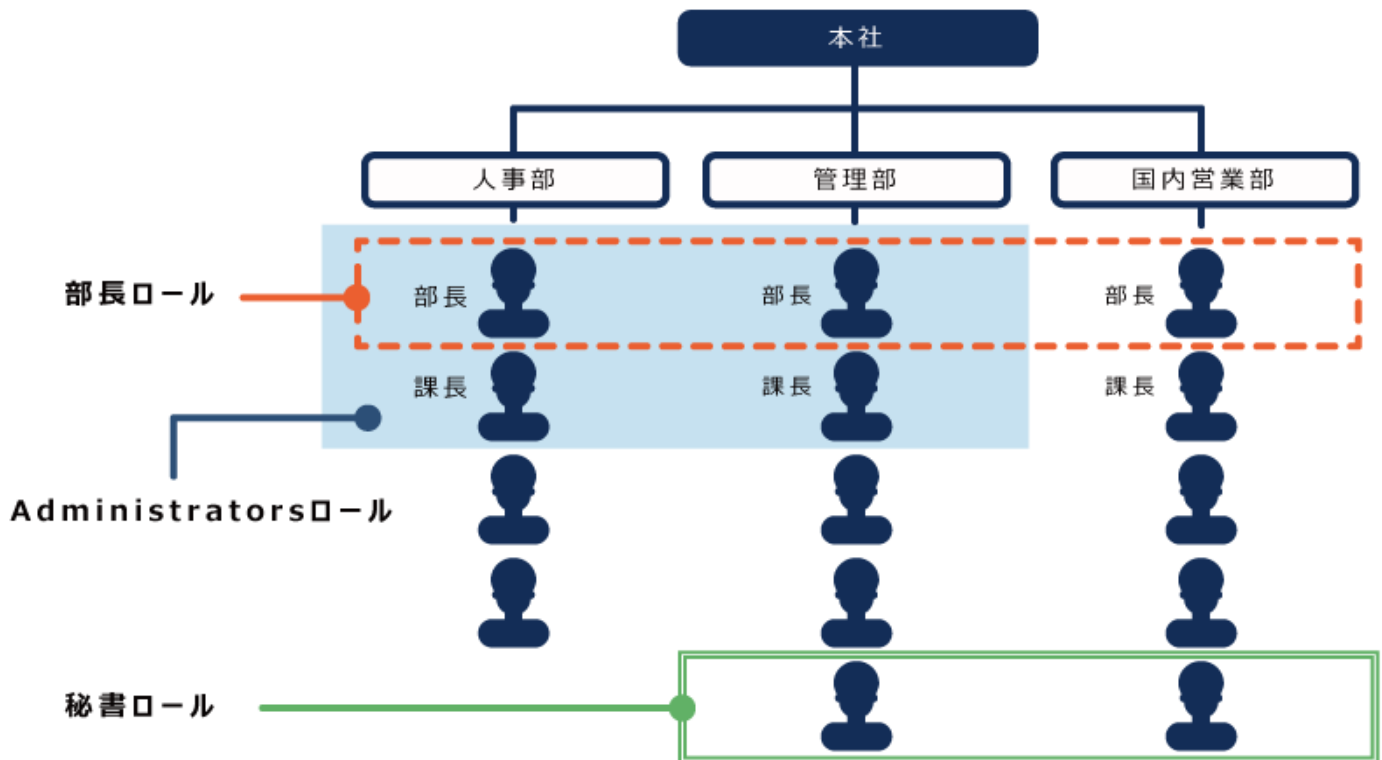 本社
人事部
管理部
国内営業部
部長ロール
部長
部長
部長
課長
課長
課長
Administratorsロール
秘書ロール